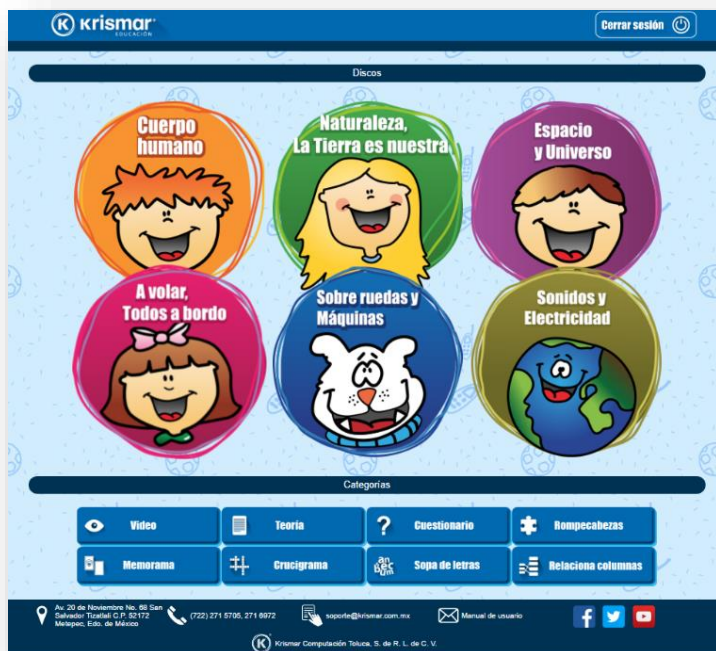 Krismar
EDUCACIÓN
Cerrar sesión
Discos
Cuerpo
humano
Naturaleza,
La Tierra es nuestra
Espacio
y Universo
A volar,
Todos a bordo
Sobre ruedas y
Máquinas
Sonidos y
Electricidad
Categorías
Video
Teoría
Cuestionario
Rompecabezas
Memorama
Crucigrama
Sopa de letras
Relaciona columnas
Av. 20 de Noviembre No. 68 San
Salvador Tizatlali C.P. 52172
Metepec, Edo. de México
(722) 271 5705, 271 6972
soporte@krismar.com.mx
Manual de usuario
Krismar Computación Toluca, S. de R. L. de C. V.